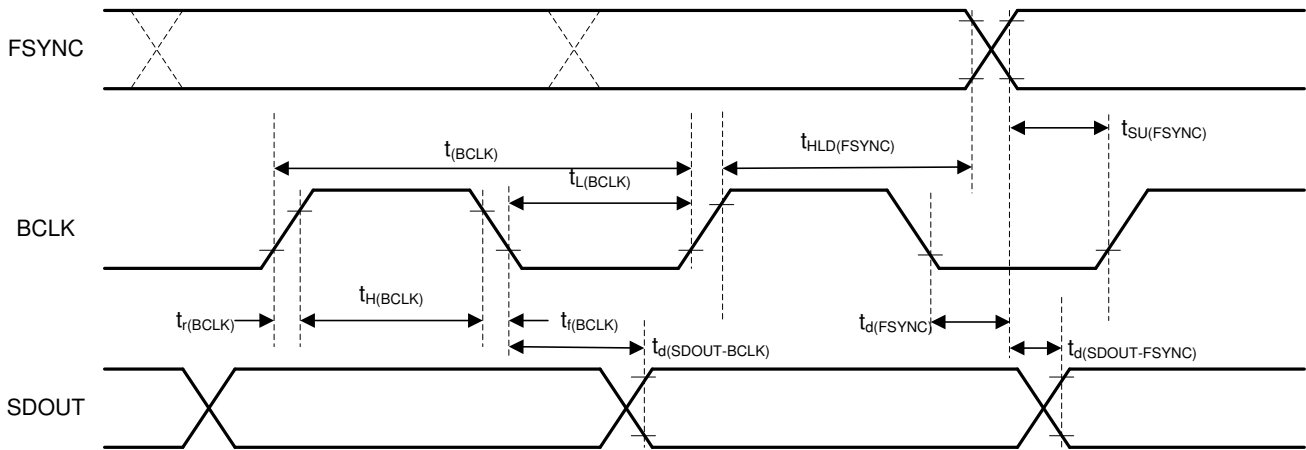 FSYNC
t(BCLK)
tHLD(FSYNC)
tSU(FSYNC)
tL(BCLK)
BCLK
tr(BCLK)
tH(BCLK)
tf(BCLK)
td(FSYNC)
td(SDOUT-BCLK)
td(SDOUT-FSYNC)
SDOUT